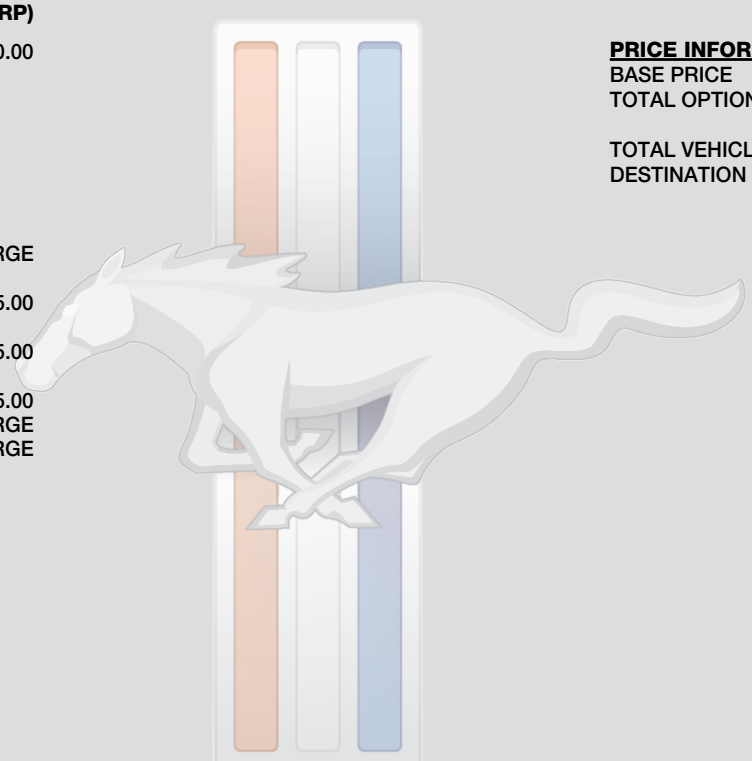 RP)
0.00
RGE
5.00
5.00
5.00
RGE
RGE
PRICE INFOR
BASE PRICE
TOTAL OPTION
TOTAL VEHICL
DESTINATION